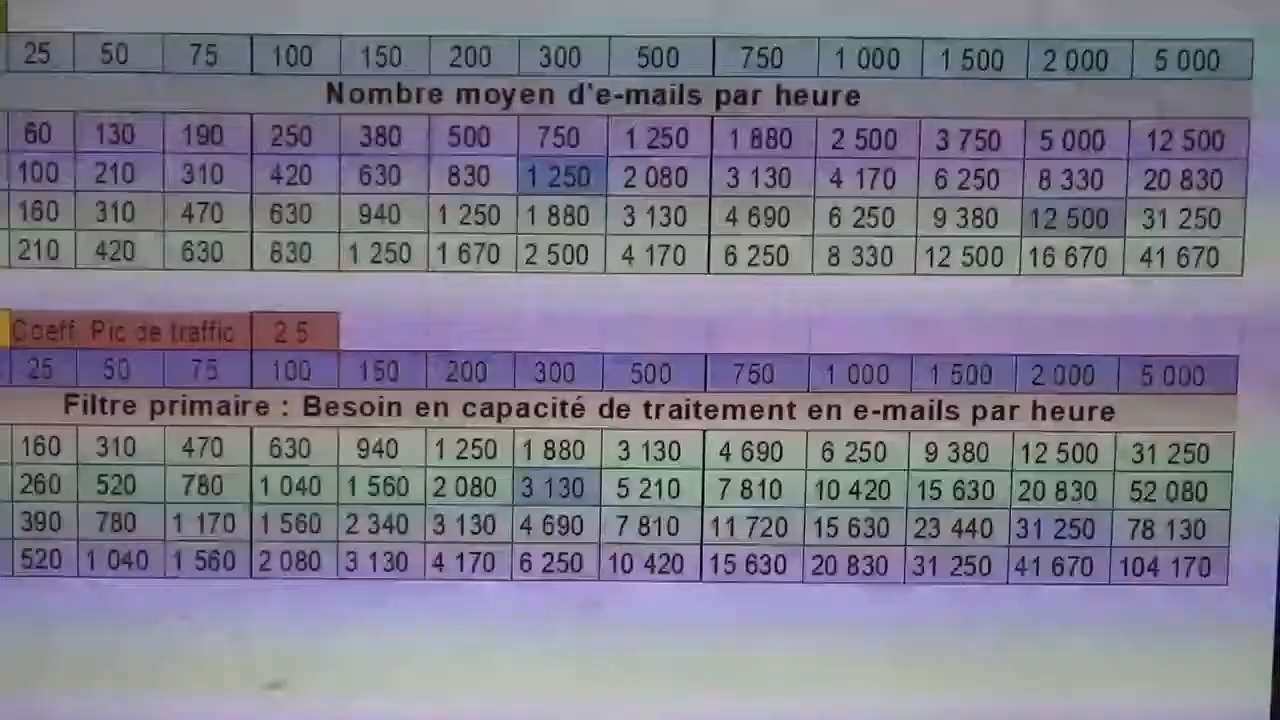 25 50 75 100 150 200 300 500 750 1 000 1 500 2 000 5 000
Nombre moyen d'e-mails par heure
60 130 190 250 380 500 750 1 250 1 880 2 500 3 750 5 000 12 500
100 210 310 420 630 830 1 250 2 080 3 130 4 170 6 250 8 330 20 830
160 310 470 630 940 1 250 1 880 3 130 4 690 6 250 9 380 12 500 31 250
210 420 630 830 1 250 1 670 2 500 4 170 6 250 8 330 12 500 16 670 41 670
Coeff Pic de traffic 2 5
25 50 75 100 150 200 300 500 750 1 000 1 500 2 000 5 000
Filtre primaire : Besoin en capacité de traitement en e-mails par heure
160 310 470 630 940 1 250 1 880 3 130 4 690 6 250 9 380 12 500 31 250
260 520 780 1 040 1 560 2 080 3 130 5 210 7 810 10 420 15 630 20 830 52 080
390 780 1 170 1 560 2 340 3 130 4 690 7 810 11 720 15 630 23 440 31 250 78 130
520 1 040 1 560 2 080 3 130 4 170 6 250 10 420 15 630 20 830 31 250 41 670 104 170